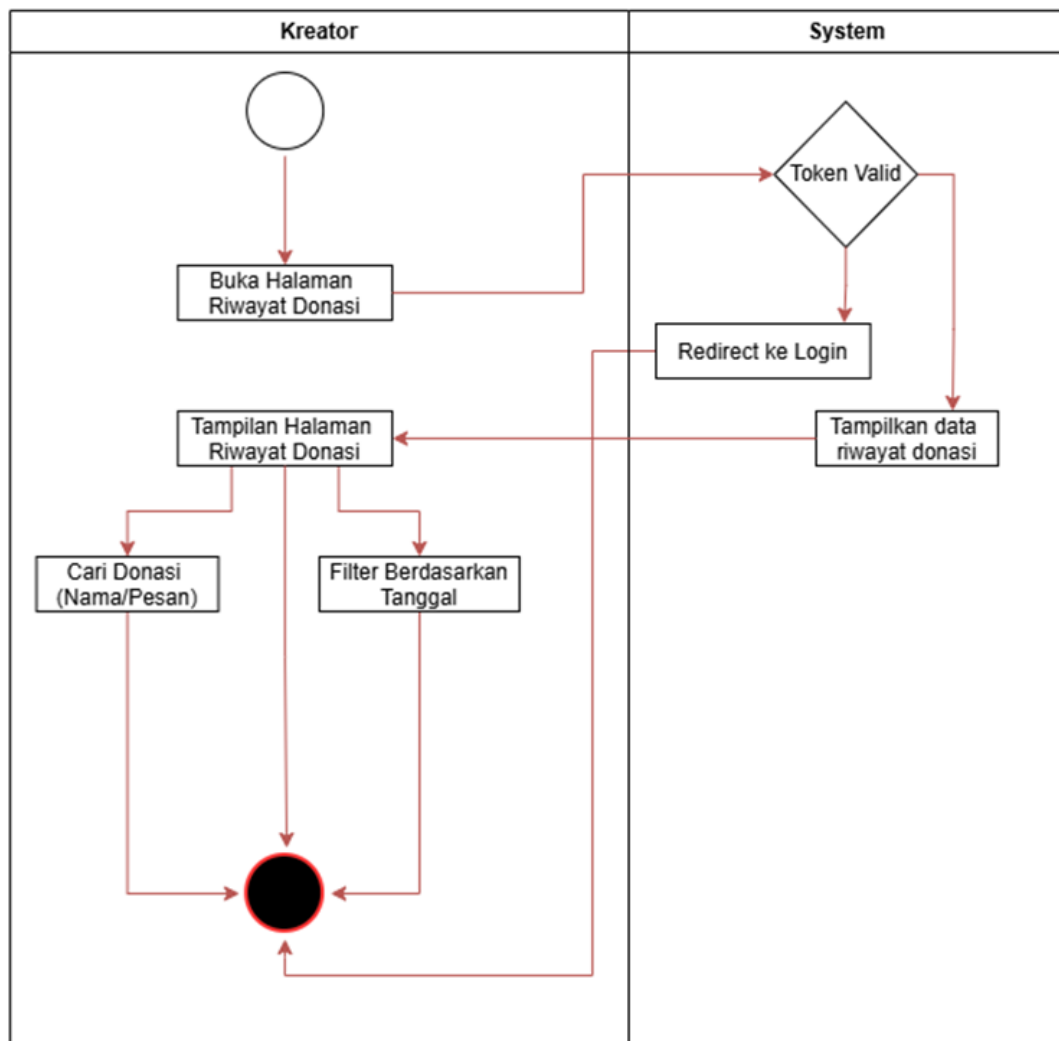 Kreator
System
Token Valid
Buka Halaman
Riwayat Donasi
Redirect ke Login
Tampilan Halaman
Riwayat Donasi
Tampilkan data
riwayat donasi
Cari Donasi
(Nama/Pesan)
Filter Berdasarkan
Tanggal